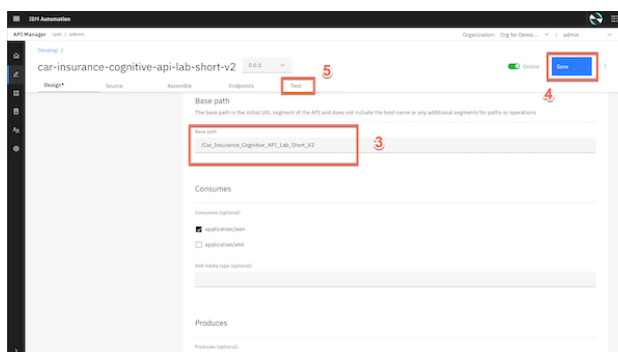 IBM Automation
API Manager cp4i | ademo
Organization: Org for Demo ... | admin
Develop /
car-insurance-cognitive-api-lab-short-v2 0.0.2
5
Online
Save
Design* Source Assemble Endpoints Test
4
Base path
The base path is the initial URL segment of the API and does not include the host name or any additional segments for paths or operations
Base path
/Car_Insurance_Cognitive_API_Lab_Short_V2
3
Consumes
Consumes (optional)
application/json
application/xml
Add media type (optional)
Produces
Produces (optional)